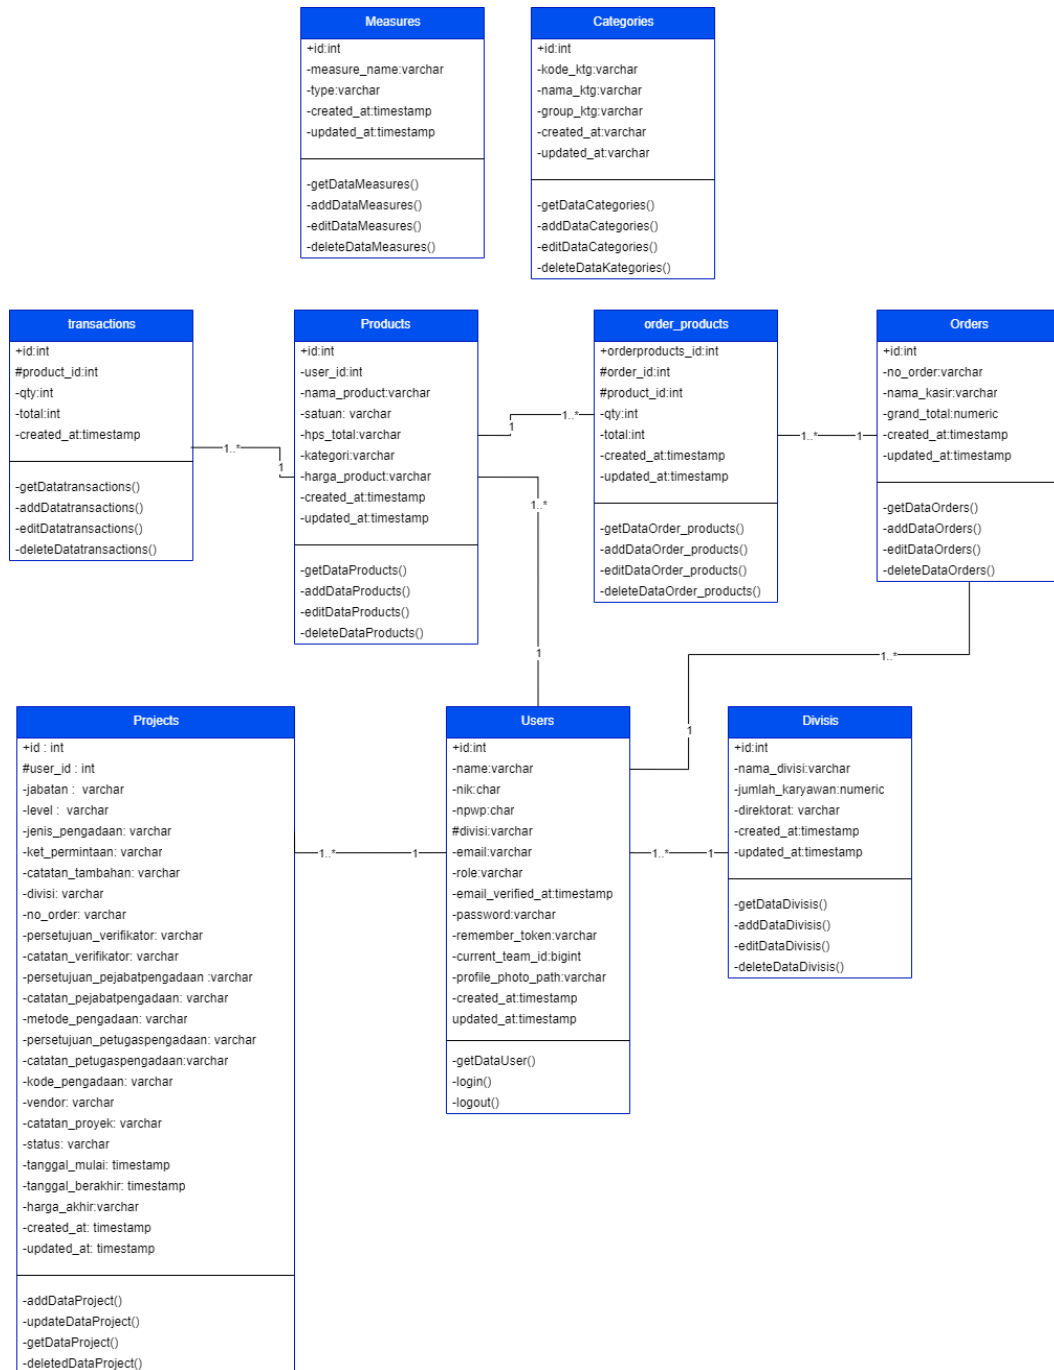 Measures
+id:int
-measure_name:varchar
-type:varchar
-created_at:timestamp
-updated_at:timestamp
-getDataMeasures()
-addDataMeasures()
-editDataMeasures()
-deleteDataMeasures()
Categories
+id:int
-kode_ktg:varchar
-nama_ktg:varchar
-group_ktg:varchar
-created_at:varchar
-updated_at:varchar
-getDataCategories()
-addDataCategories()
-editDataCategories()
-deleteDataKategories()
transactions
+id:int
#product_id:int
-qty:int
-total:int
-created_at:timestamp
-getDatatransactions()
-addDatatransactions()
-editDatatransactions()
-deleteDatatransactions()
1..*
1
Products
+id:int
-user_id:int
-nama_product:varchar
-satuan: varchar
-hps_total:varchar
-kategori:varchar
-harga_product:varchar
-created_at:timestamp
-updated_at:timestamp
-getDataProducts()
-addDataProducts()
-editDataProducts()
-deleteDataProducts()
1
1..*
1..*
1
order_products
+orderproducts_id:int
#order_id:int
#product_id:int
-qty:int
-total:int
-created_at:timestamp
-updated_at:timestamp
-getDataOrder_products()
-addDataOrder_products()
-editDataOrder_products()
-deleteDataOrder_products()
1..*
1
Orders
+id:int
-no_order:varchar
-nama_kasir:varchar
-grand_total:numeric
-created_at:timestamp
-updated_at:timestamp
-getDataOrders()
-addDataOrders()
-editDataOrders()
-deleteDataOrders()
1..*
1
Projects
+id : int
#user_id : int
-jabatan : varchar
-level : varchar
-jenis_pengadaan: varchar
-ket_permintaan: varchar
-catatan_tambahan: varchar
-divisi: varchar
-no_order: varchar
-persetujuan_verifikator: varchar
-catatan_verifikator: varchar
-persetujuan_pejabatpengadaan :varchar
-catatan_pejabatpengadaan: varchar
-metode_pengadaan: varchar
-persetujuan_petugaspengadaan: varchar
-catatan_petugaspengadaan:varchar
-kode_pengadaan: varchar
-vendor: varchar
-catatan_proyek: varchar
-status: varchar
-tanggal_mulai: timestamp
-tanggal_berakhir: timestamp
-harga_akhir:varchar
-created_at: timestamp
-updated_at: timestamp
-addDataProject()
-updateDataProject()
-getDataProject()
-deletedDataProject()
1..*
1
Users
+id:int
-name:varchar
-nik:char
-npwp:char
#divisi:varchar
-email:varchar
-role:varchar
-email_verified_at:timestamp
-password:varchar
-remember_token:varchar
-current_team_id:bigint
-profile_photo_path:varchar
-created_at:timestamp
updated_at:timestamp
-getDataUser()
-login()
-logout()
1..*
1
Divisis
+id:int
-nama_divisi:varchar
-jumlah_karyawan:numeric
-direktorat: varchar
-created_at:timestamp
-updated_at:timestamp
-getDataDivisis()
-addDataDivisis()
-editDataDivisis()
-deleteDataDivisis()